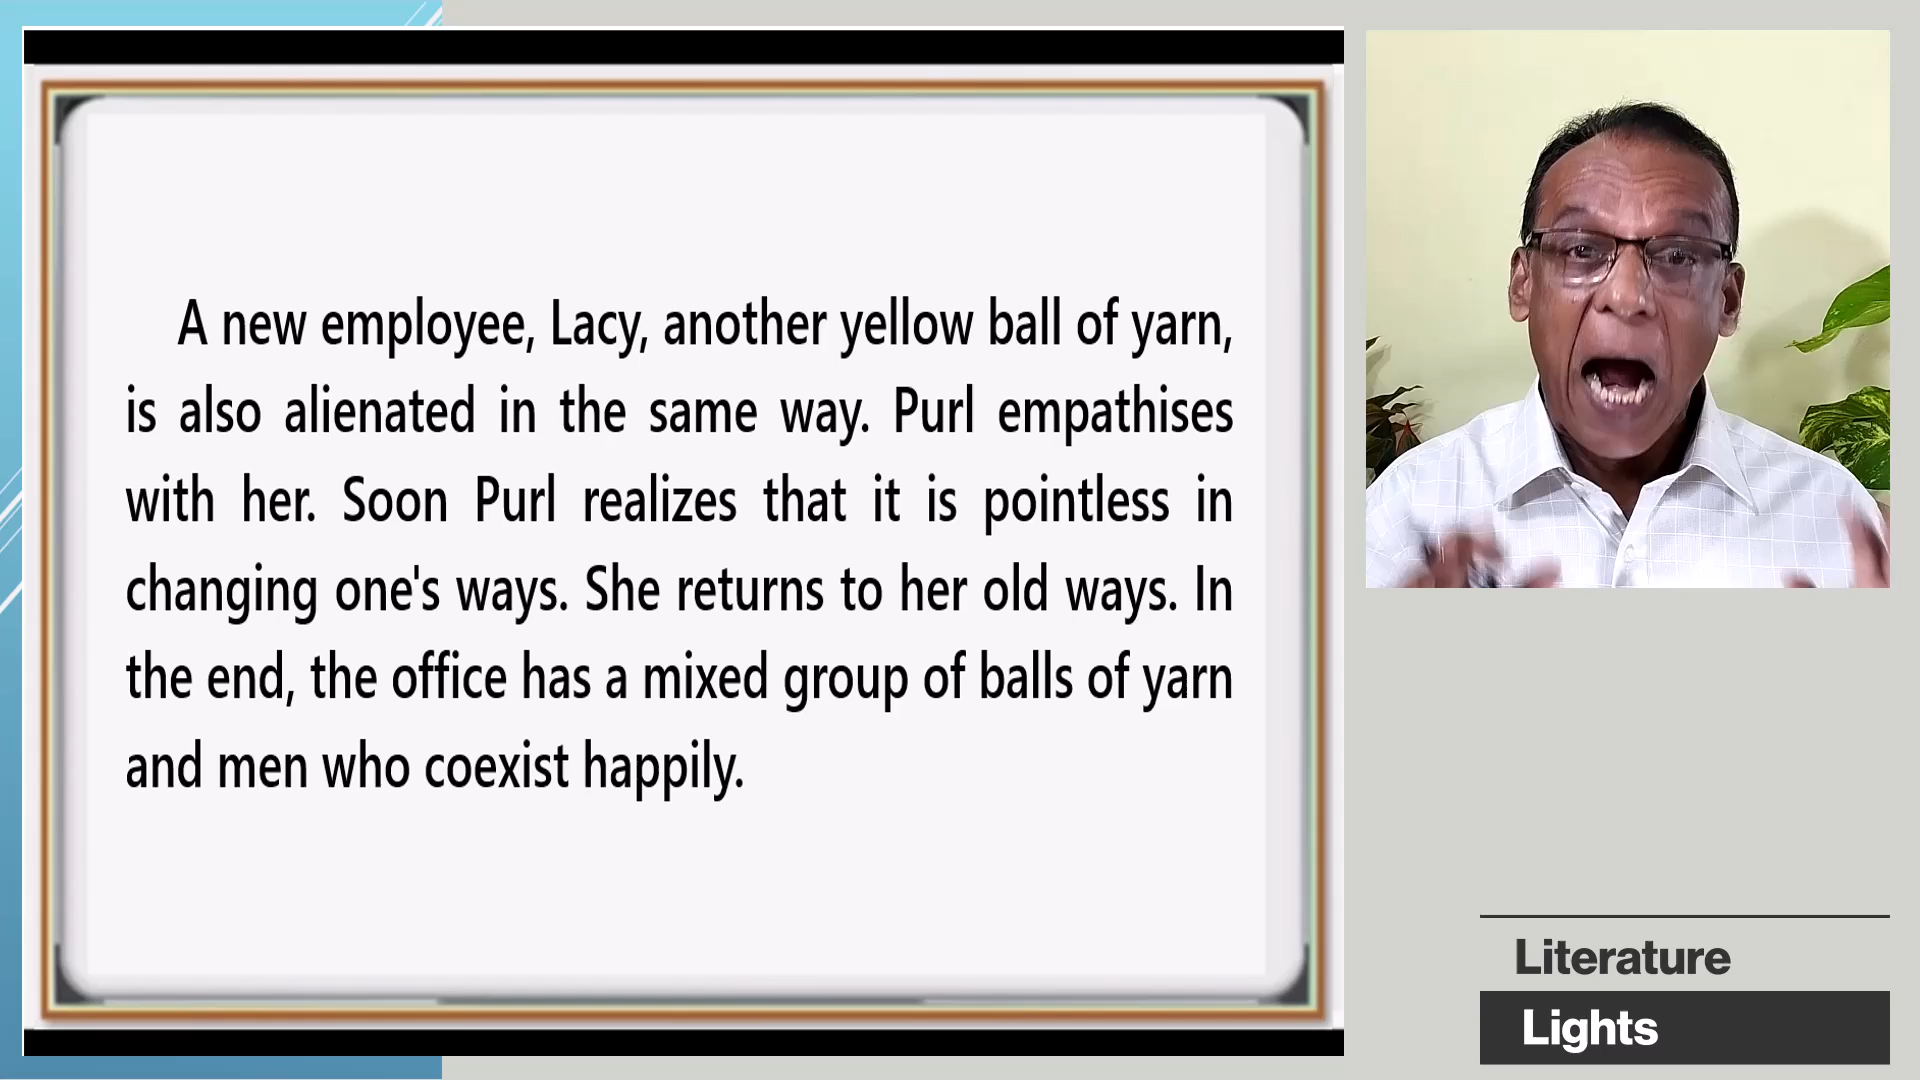 A new employee, Lacy, another yellow ball of yarn,
is also alienated in the same way. Purl empathises
with her. Soon Purl realizes that it is pointless in
changing one's ways. She returns to her old ways. In
the end, the office has a mixed group of balls of yarn
and men who coexist happily.
Literature
Lights